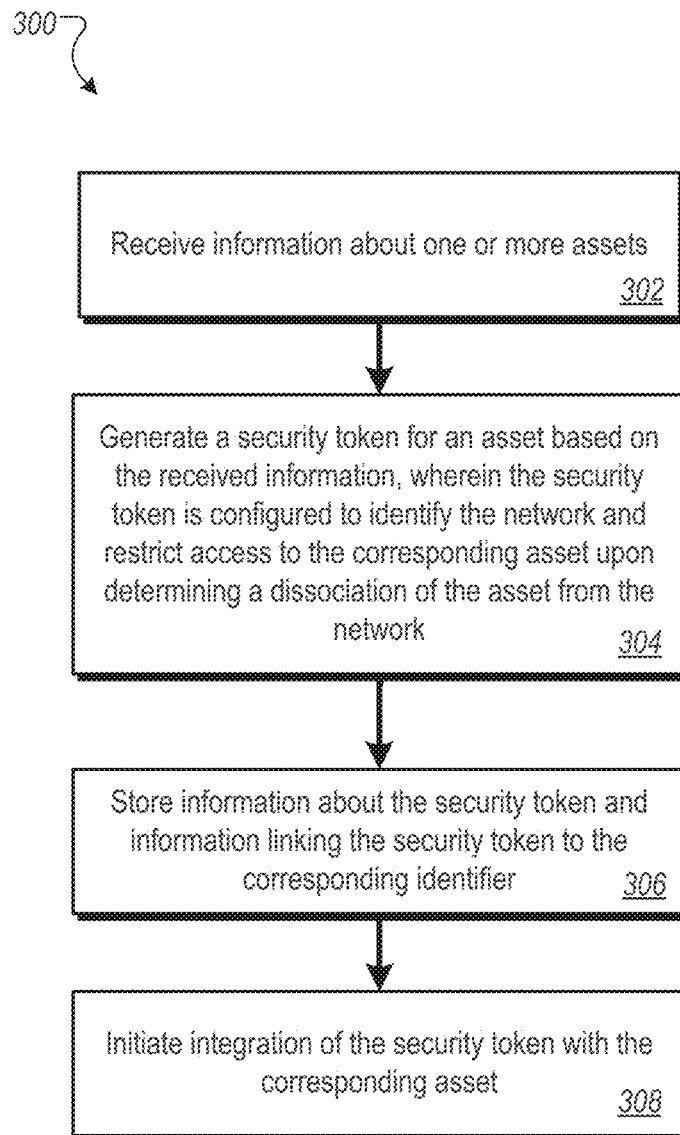 300
Receive information about one or more assets
302
Generate a security token for an asset based on
the received information, wherein the security
token is configured to identify the network and
restrict access to the corresponding asset upon
determining a dissociation of the asset from the
network
304
Store information about the security token and
information linking the security token to the
corresponding identifier
306
Initiate integration of the security token with the
corresponding asset
308